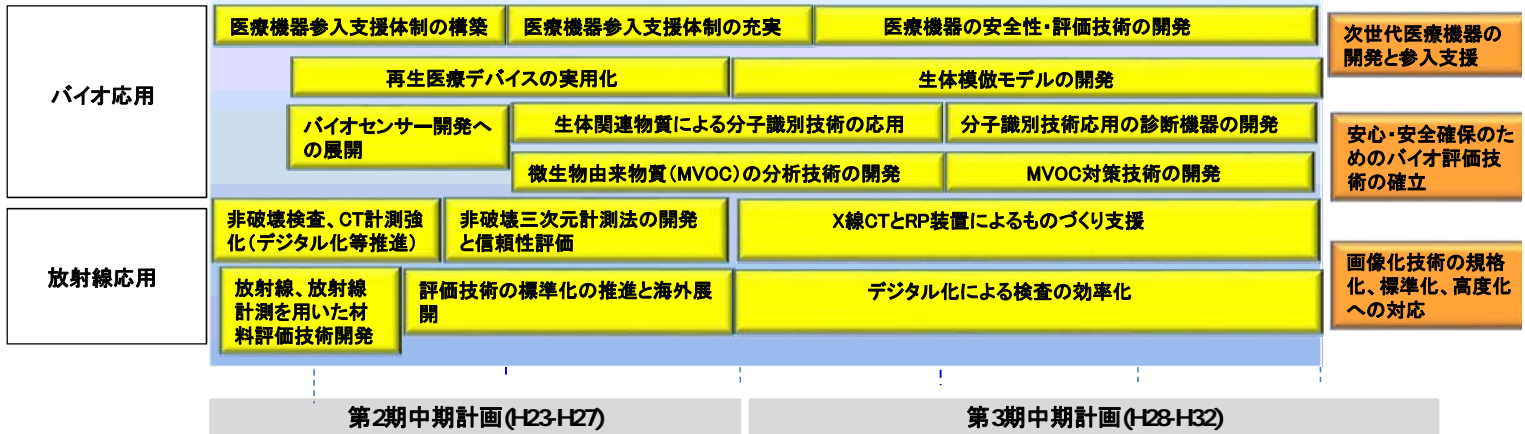 バイオ応用
医療機器参入支援体制の構築
医療機器参入支援体制の充実
医療機器の安全性・評価技術の開発
再生医療デバイスの実用化
生体模倣モデルの開発
バイオセンサー開発へ
の展開
生体関連物質による分子識別技術の応用
分子識別技術応用の診断機器の開発
微生物由来物質(MVOC)の分析技術の開発
MVOC対策技術の開発
次世代医療機器の
開発と参入支援
安心・安全確保のた
めのバイオ評価技
術の確立
放射線応用
非破壊検査、CT計測強
化(デジタル化等推進)
非破壊三次元計測法の開発
と信頼性評価
X線CTとRP装置によるものづくり支援
放射線、放射線
計測を用いた材
料評価技術開発
評価技術の標準化の推進と海外展
開
デジタル化による検査の効率化
画像化技術の規格
化、標準化、高度化
への対応
第2期中期計画(H23-H27)
第3期中期計画(H28-H32)